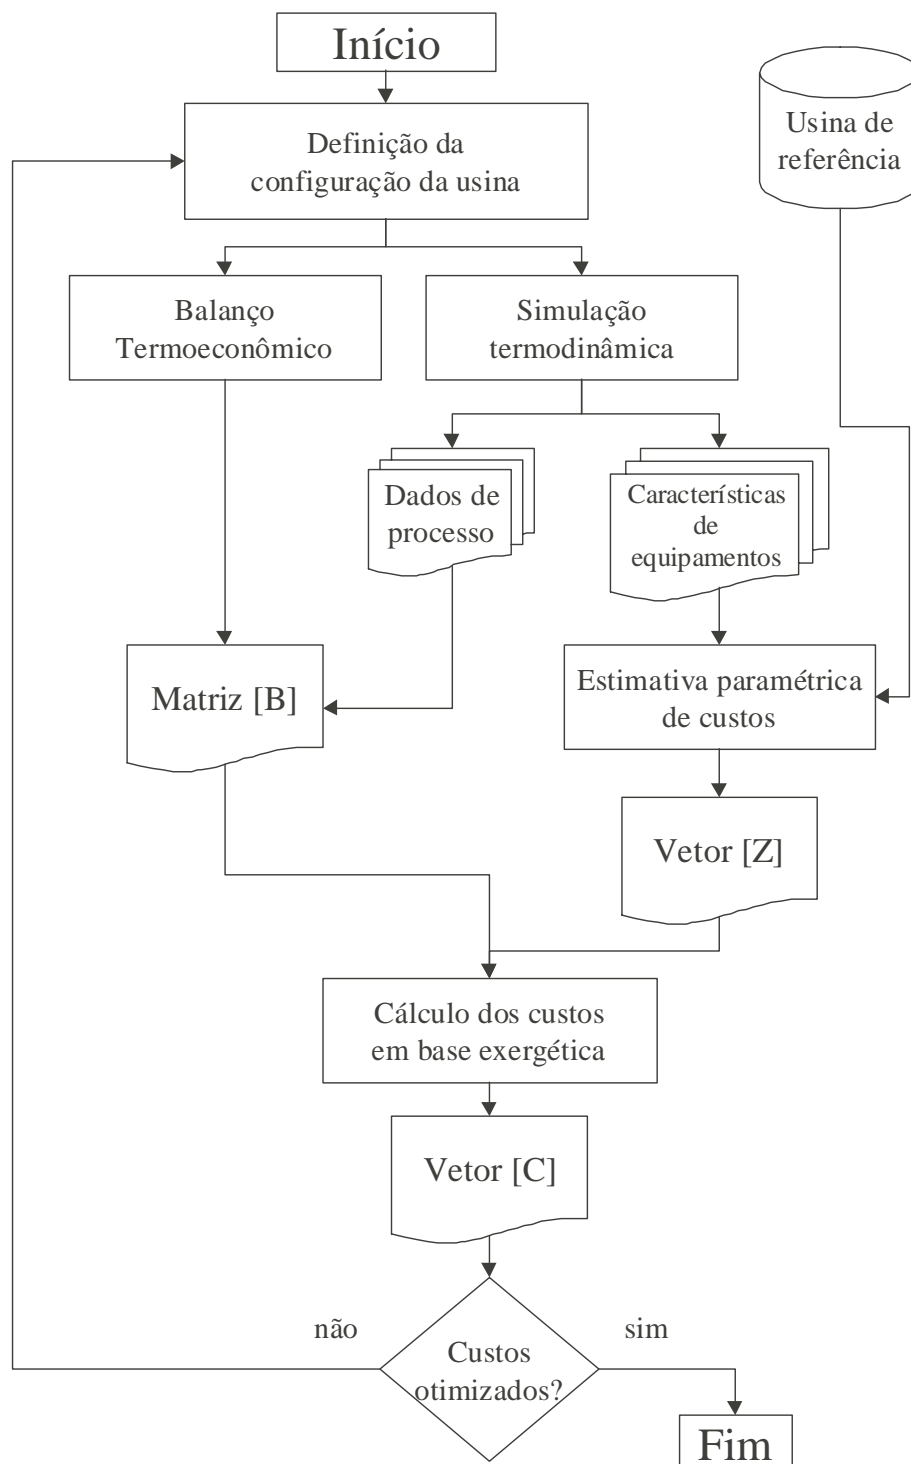 Início
Definição da
configuração da usina
Usina de
referência
Balanço
Termoeconômico
Simulação
termodinâmica
Dados de
processo
Características
de
equipamentos
Matriz [B]
Estimativa paramétrica
de custos
Vetor [Z]
Cálculo dos custos
em base exergética
Vetor [C]
não
sim
Custos
otimizados?
Fim